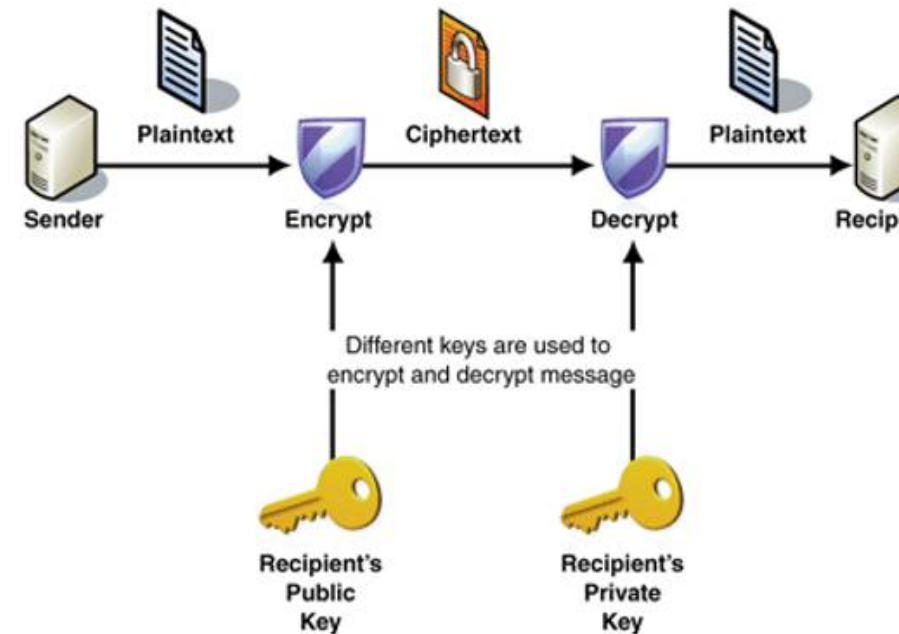 Plaintext
Ciphertext
Plaintext
Sender
Encrypt
Decrypt
Recip
Different keys are used to
encrypt and decrypt message
Recipient's
Public
Key
Recipient's
Private
Key